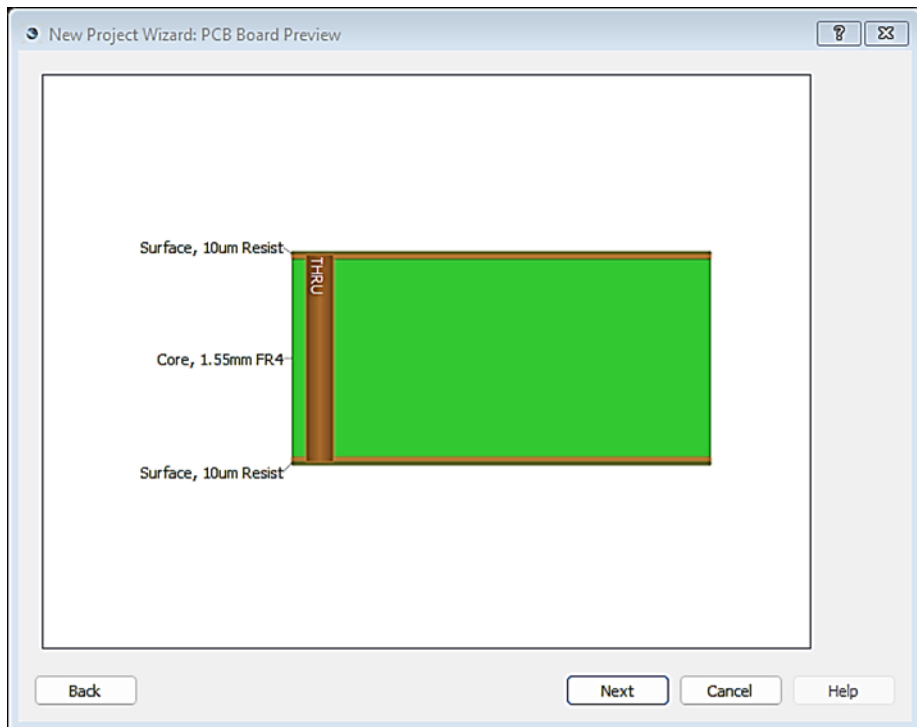 New Project Wizard: PCB Board Preview
?
Surface, 10um Resist
THRU
Core, 1.55mm FR4
Surface, 10um Resist
Back
Next
Cancel
Help